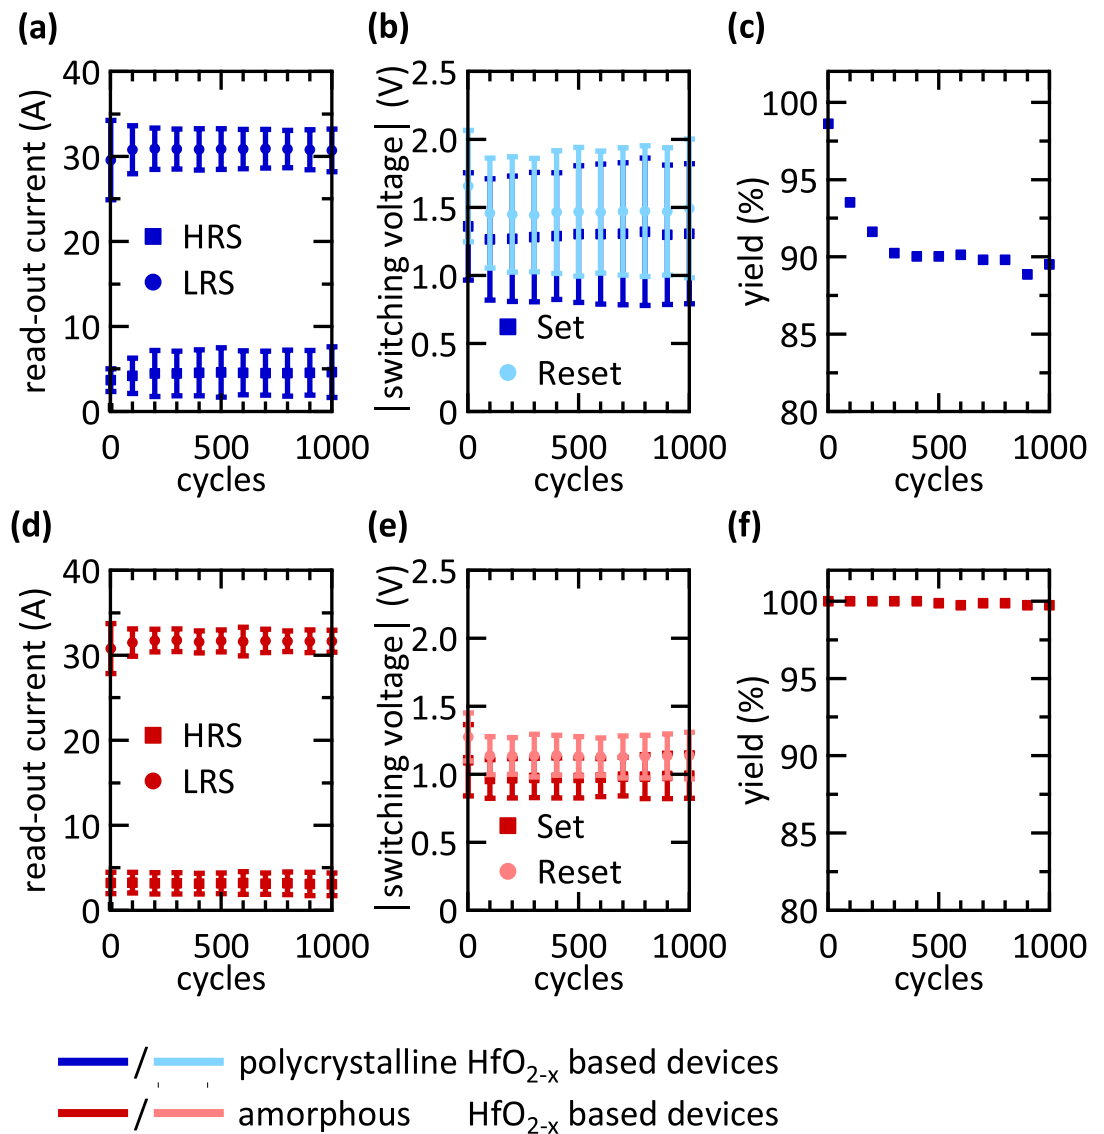 (a)
(b)
(c)
read-out current (A)
40
30
20
10
0
HRS
LRS
0
500
1000
cycles
|switching voltage| (V)
2.5
2.0
1.5
1.0
0.5
0
Set
Reset
0
500
1000
cycles
yield (%)
100
95
90
85
80
0
500
1000
cycles
(d)
(e)
(f)
read-out current (A)
40
30
20
10
0
HRS
LRS
0
500
1000
cycles
|switching voltage| (V)
2.5
2.0
1.5
1.0
0.5
0
Set
Reset
0
500
1000
cycles
yield (%)
100
95
90
85
80
0
500
1000
cycles
/ polycrystalline HfO2-x based devices
/ amorphous HfO2-x based devices